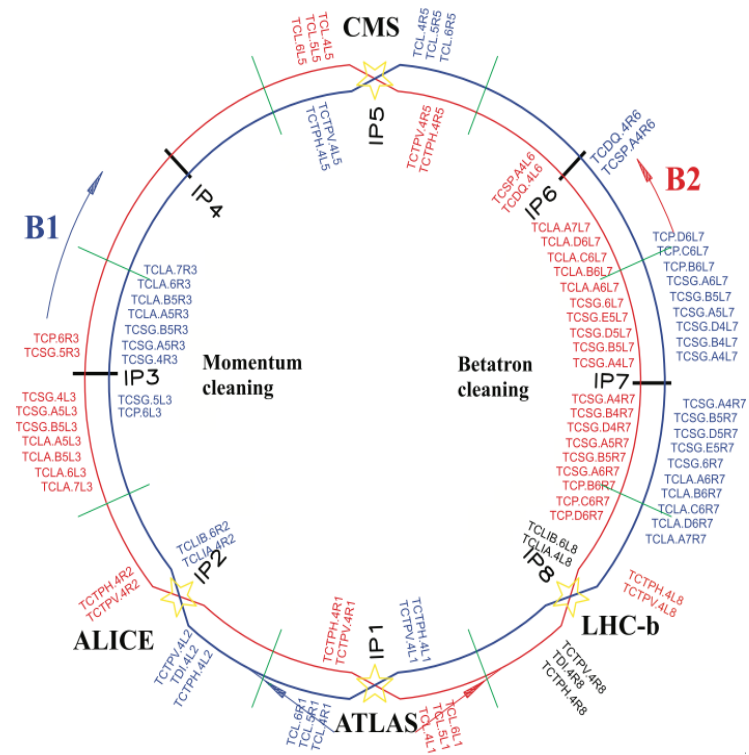 CMS
TCL.4L5
TCL.5L5
TCL.6L5
TCL.4R5
TCL.5R5
TCL.6R5
TCTPV.4L5
TCTPH.4L5
IP5
TCTPV.4R5
TCTPH.4R5
TCDQ.4R6
TCSP.A4R6
TCSP.A4L6
TCDQ.4L6
IP6
IP4
B1
B2
TCLA.A7L7
TCLA.D6L7
TCLA.C6L7
TCLA.B6L7
TCLA.A6L7
TCSG.6L7
TCSG.E5L7
TCSG.D5L7
TCSG.B5L7
TCSG.A4L7
TCP.D6L7
TCP.C6L7
TCP.B6L7
TCSG.A6L7
TCSG.B5L7
TCSG.A5L7
TCSG.D4L7
TCSG.B4L7
TCSG.A4L7
TCLA.7R3
TCLA.6R3
TCLA.B5R3
TCLA.A5R3
TCSG.B5R3
TCSG.A5R3
TCSG.4R3
TCP.6R3
TCSG.5R3
IP3
Momentum
cleaning
Betatron
cleaning
IP7
TCSG.4L3
TCSG.A5L3
TCSG.B5L3
TCLA.A5L3
TCLA.B5L3
TCLA.6L3
TCLA.7L3
TCSG.5L3
TCP.6L3
TCSG.A4R7
TCSG.B4R7
TCSG.D4R7
TCSG.A5R7
TCSG.B5R7
TCSG.A6R7
TCP.B6R7
TCP.C6R7
TCP.D6R7
TCSG.A4R7
TCSG.B5R7
TCSG.D5R7
TCSG.E5R7
TCSG.6R7
TCLA.A6R7
TCLA.B6R7
TCLA.C6R7
TCLA.D6R7
TCLA.A7R7
TCLIB.6R2
TCLIA.4R2
IP2
TCTPH.4R2
TCTPV.4R2
ALICE
TCTPV.4L2
TDI.4L2
TCTPH.4L2
TCLIB.6L8
TCLIA.4L8
IP8
TCTPH.4L8
TCTPV.4L8
LHC-b
TCTPV.4R8
TDI.4R8
TCTPH.4R8
TCTPH.4R1
TCTPV.4R1
IP1
TCTPH.4L1
TCTPV.4L1
TCL.6R1
TCL.5R1
TCL.4R1
ATLAS
TCL.6L1
TCL.5L1
TCL.4L1